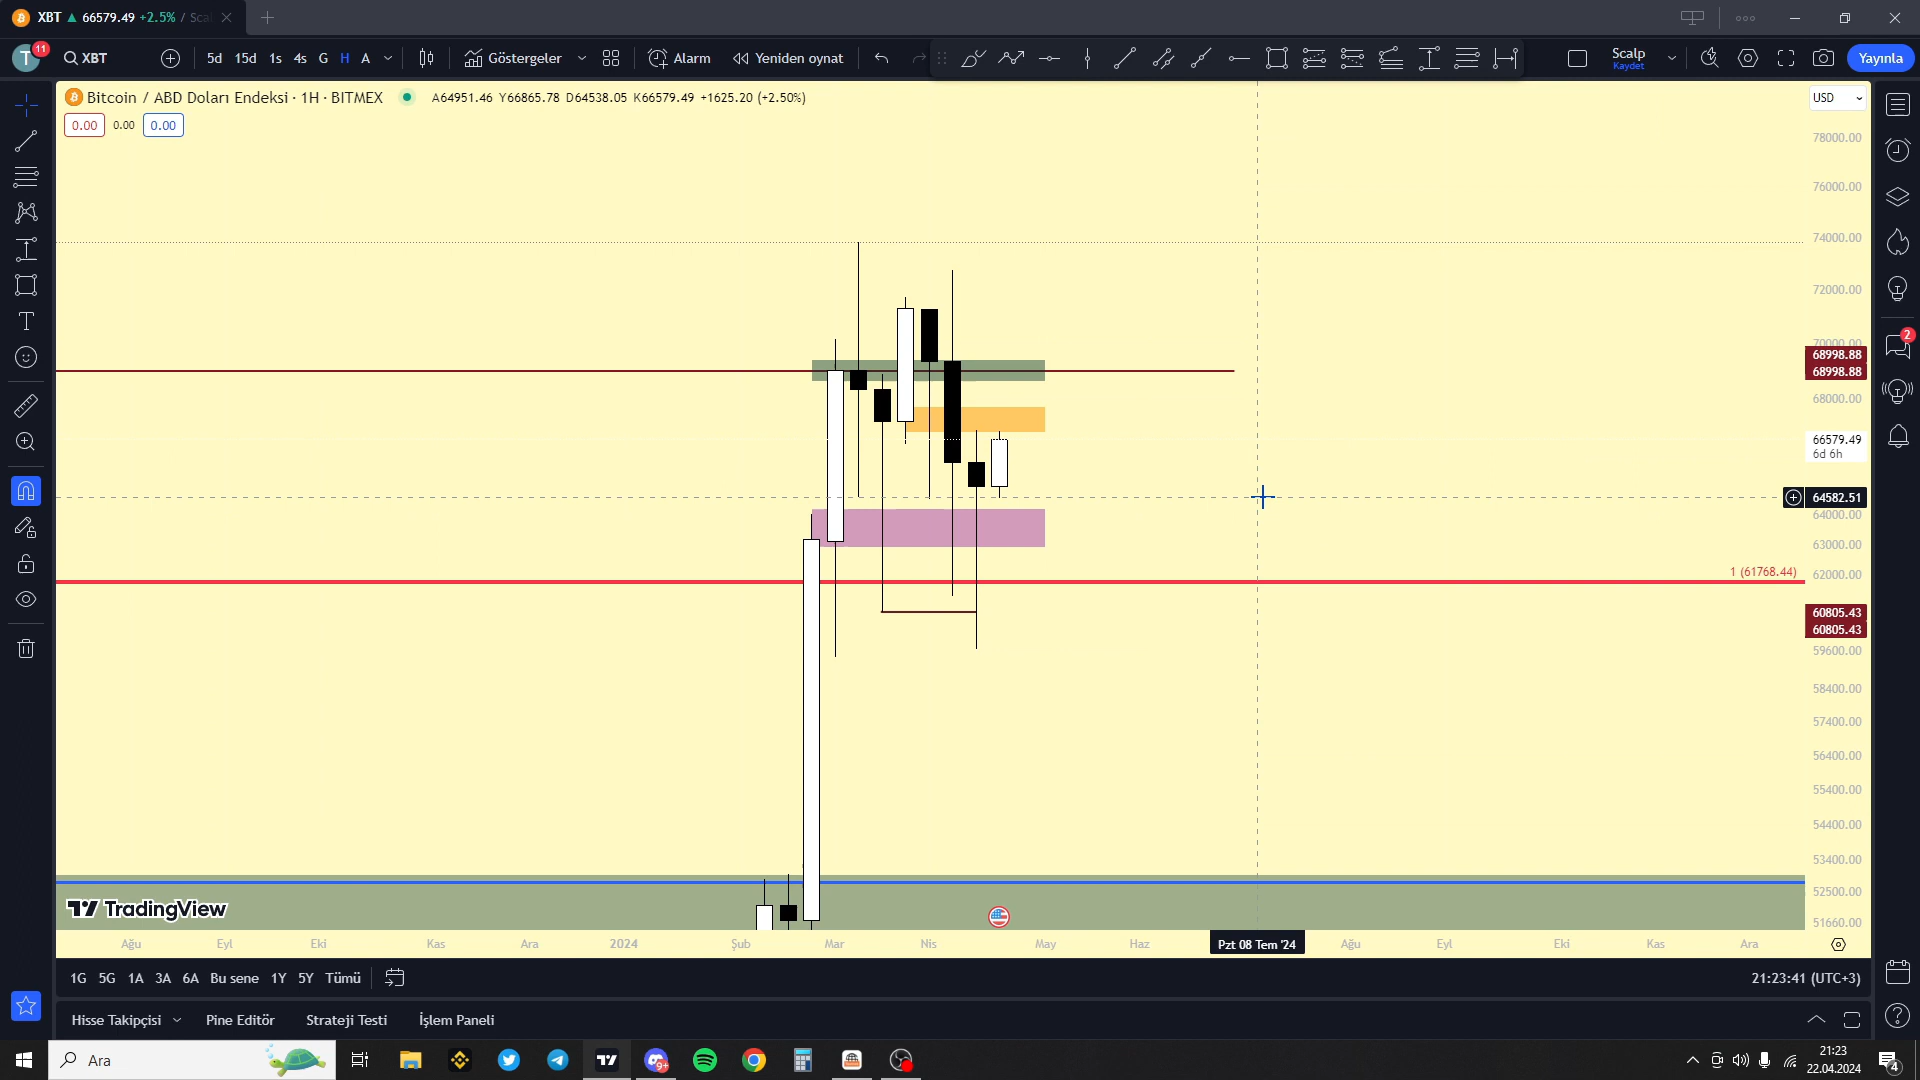 XBT ▲ 66579.49 +2.5% / Sca
T 11 XBT 5d 15d 1s 4s G H A Göstergeler Alarm Yeniden oynat Scalp Yayınla
Kaydet
Bitcoin / ABD Doları Endeksi · 1H · BITMEX A64951.46 Y66865.78 D64538.05 K66579.49 +1625.20 (+2.50%) USD
0.00 0.00 0.00
78000.00
76000.00
74000.00
72000.00
70000.00
68998.88
68998.88
68000.00
66579.49
6d 6h
64582.51
64000.00
63000.00
1 (61768.44) 62000.00
60805.43
60805.43
59600.00
58400.00
57400.00
56400.00
55400.00
54400.00
53400.00
52500.00
51660.00
TradingView
Ağu Eyl Eki Kas Ara 2024 Şub Mar Nis May Haz Pzt 08 Tem '24 Ağu Eyl Eki Kas Ara
1G 5G 1A 3A 6A Bu sene 1Y 5Y Tümü 21:23:41 (UTC+3)
Hisse Takipçisi Pine Editör Strateji Testi İşlem Paneli
2
Ara 9+ 21:23
22.04.2024 4